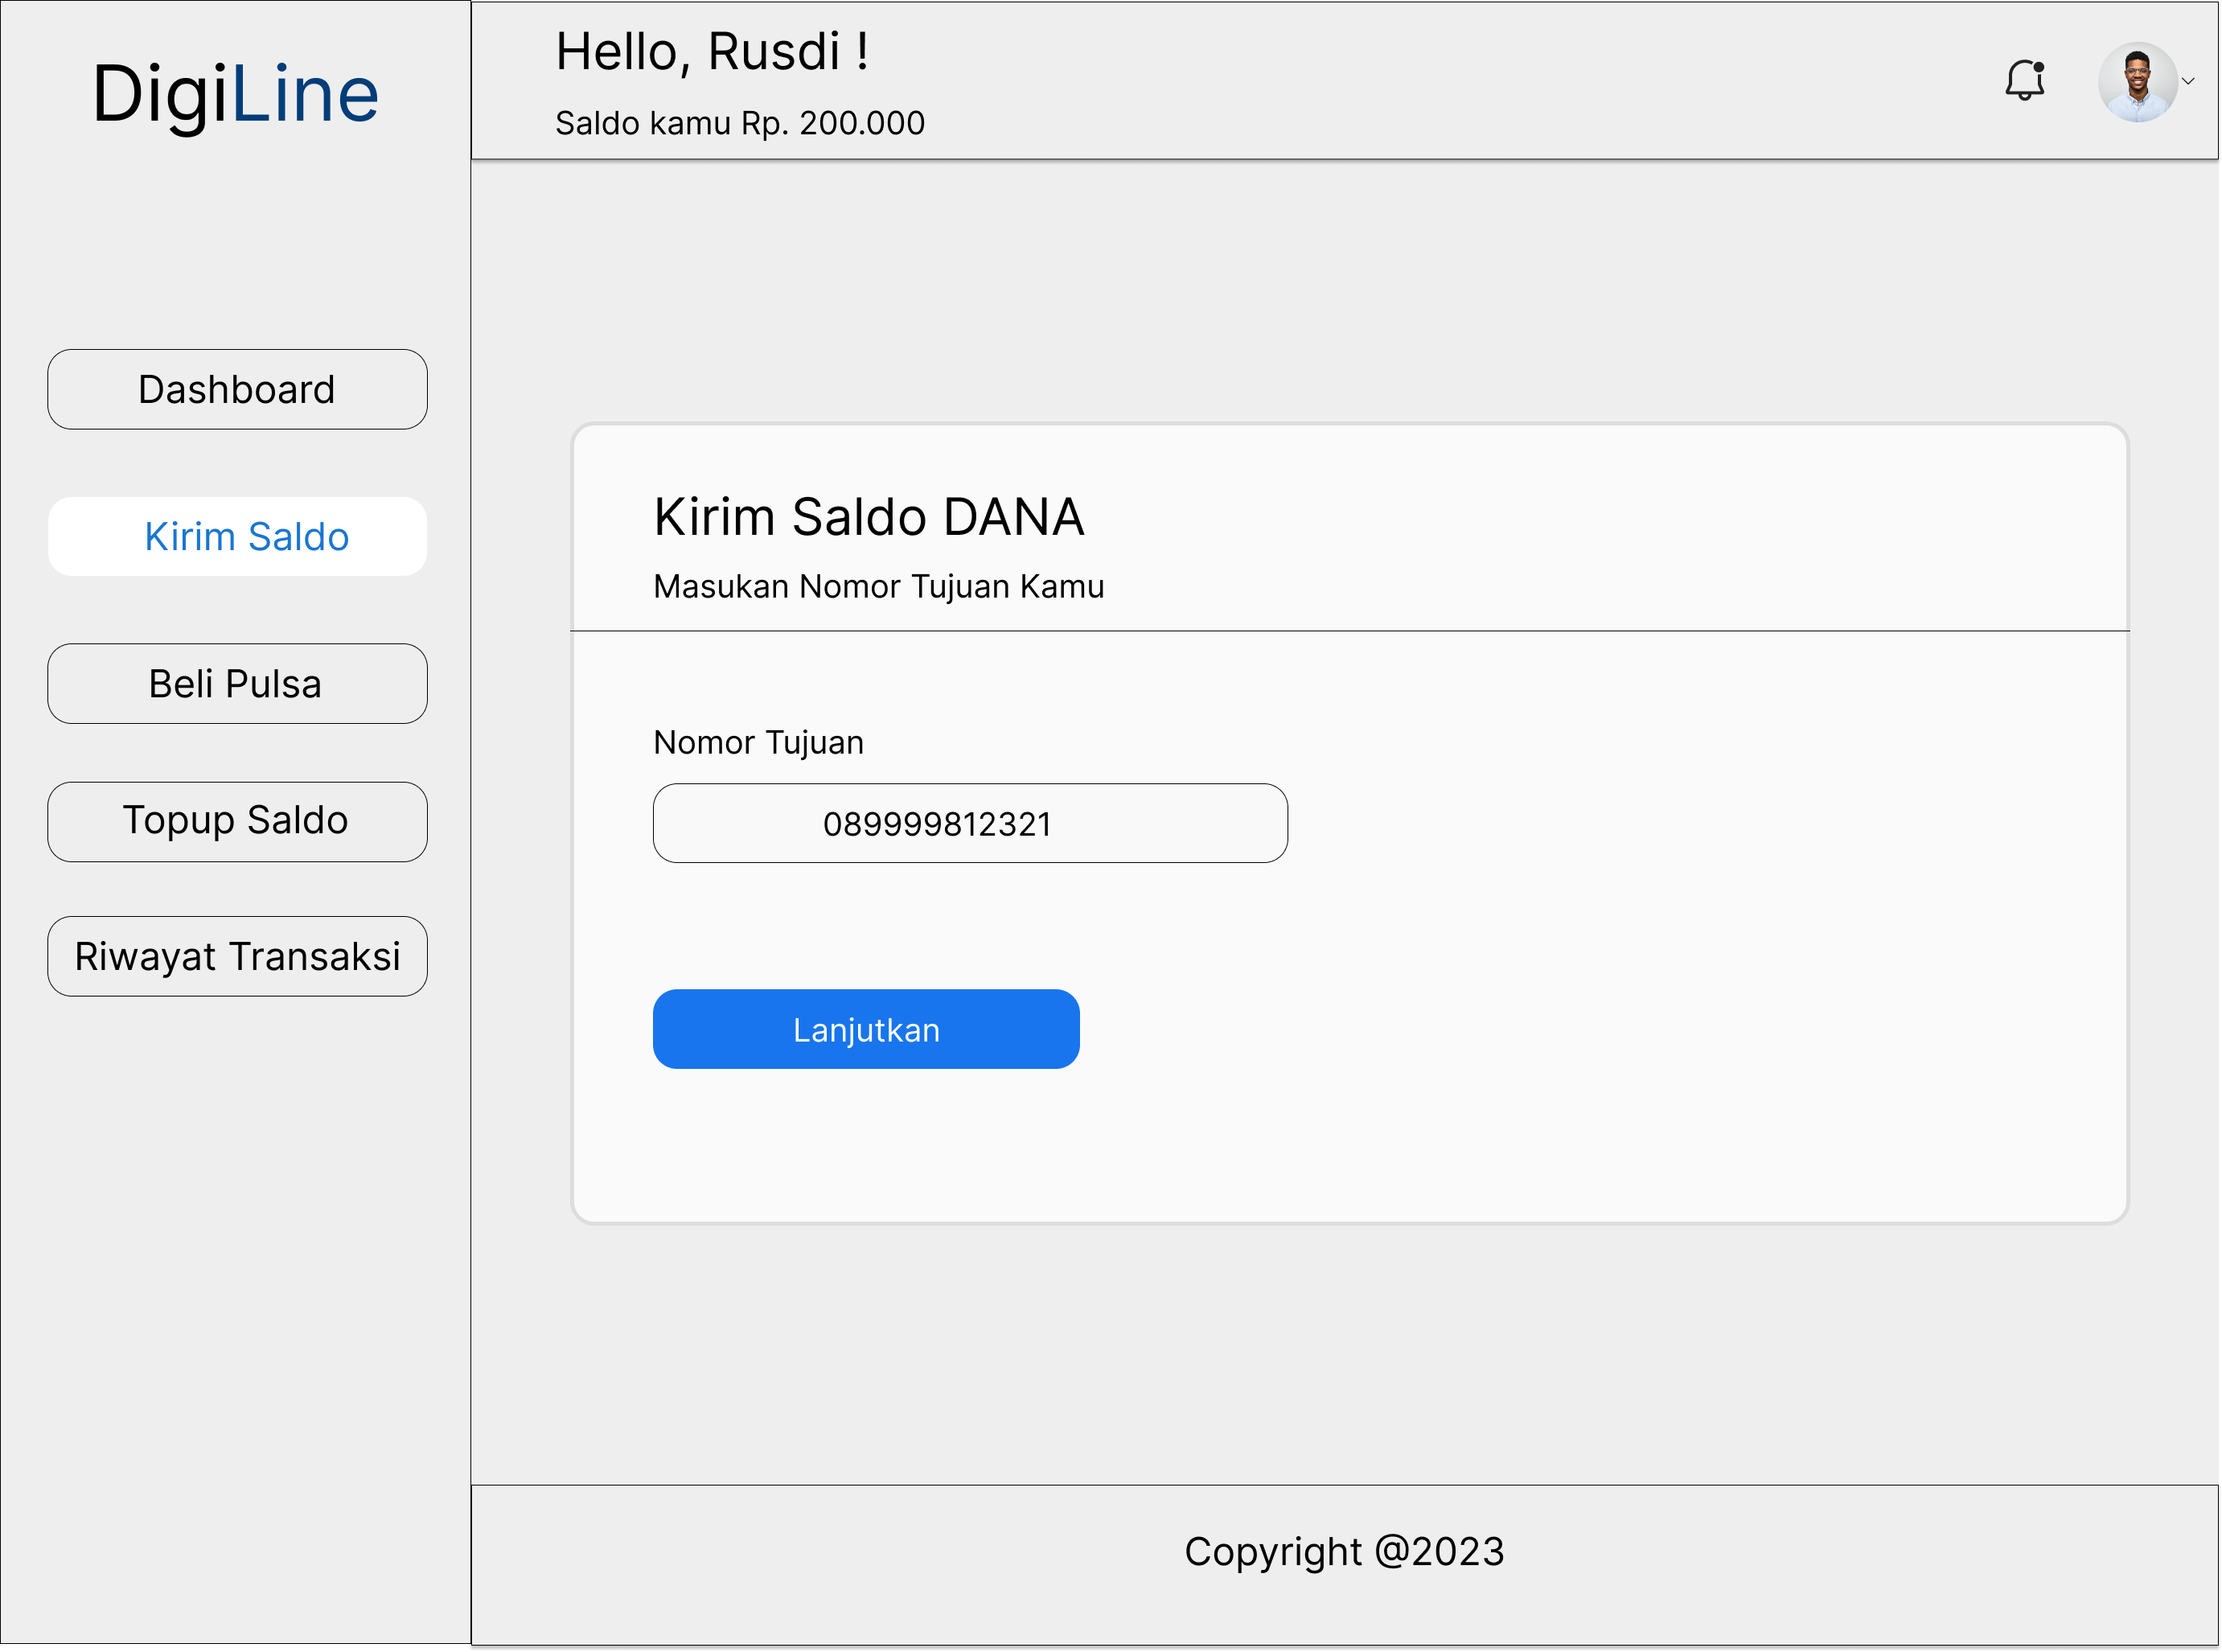 DigiLine
Hello, Rusdi !
Saldo kamu Rp. 200.000
Dashboard
Kirim Saldo
Beli Pulsa
Topup Saldo
Riwayat Transaksi
Kirim Saldo DANA
Masukan Nomor Tujuan Kamu
Nomor Tujuan
089999812321
Lanjutkan
Copyright @2023